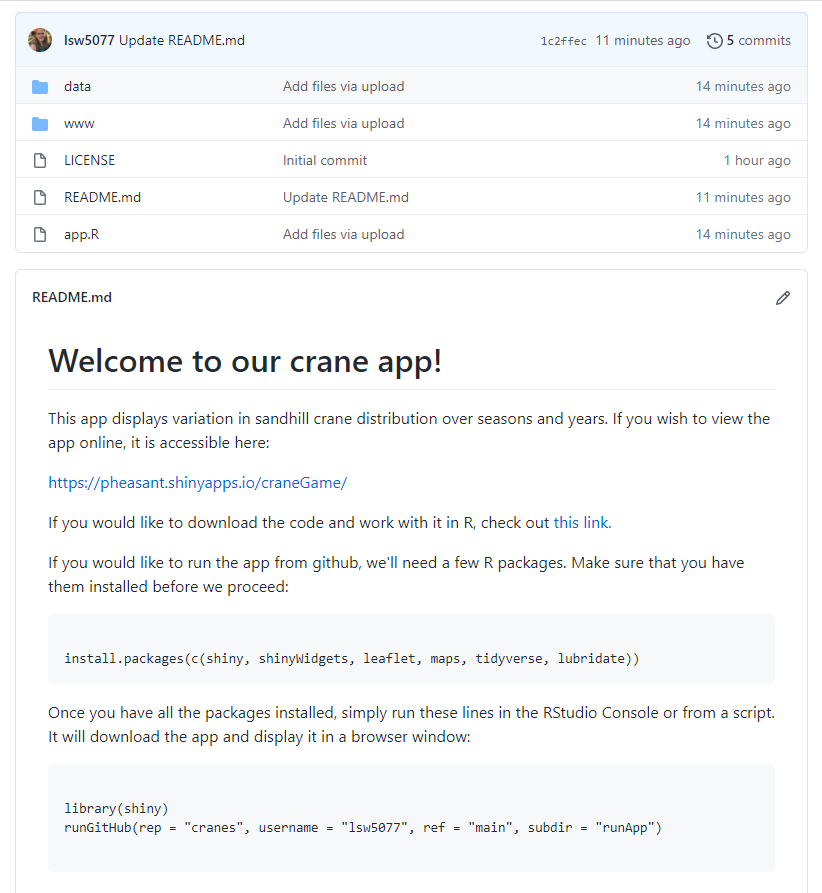 lsw5077 Update README.md 1c2ffec 11 minutes ago 5 commits
data Add files via upload 14 minutes ago
www Add files via upload 14 minutes ago
LICENSE Initial commit 1 hour ago
README.md Update README.md 11 minutes ago
app.R Add files via upload 14 minutes ago
README.md
Welcome to our crane app!
This app displays variation in sandhill crane distribution over seasons and years. If you wish to view the
app online, it is accessible here:
https://pheasant.shinyapps.io/craneGame/
If you would like to download the code and work with it in R, check out this link.
If you would like to run the app from github, we'll need a few R packages. Make sure that you have
them installed before we proceed:
install.packages(c(shiny, shinyWidgets, leaflet, maps, tidyverse, lubridate))
Once you have all the packages installed, simply run these lines in the RStudio Console or from a script.
It will download the app and display it in a browser window:
library(shiny)
runGitHub(rep = "cranes", username = "lsw5077", ref = "main", subdir = "runApp")